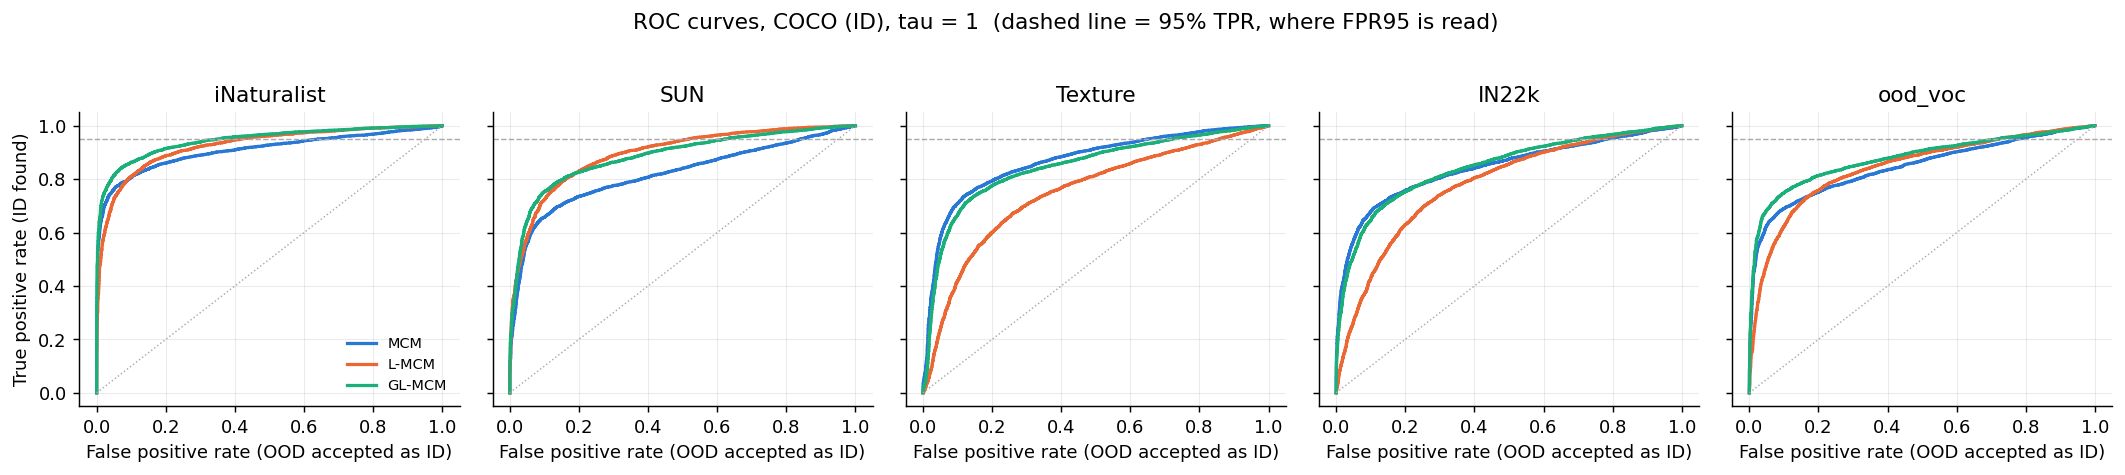 ROC curves, COCO (ID), tau = 1  (dashed line = 95% TPR, where FPR95 is read)
iNaturalist
SUN
Texture
IN22k
ood_voc
True positive rate (ID found)
1.0
0.8
0.6
0.4
0.2
0.0
MCM
L-MCM
GL-MCM
0.0 0.2 0.4 0.6 0.8 1.0
0.0 0.2 0.4 0.6 0.8 1.0
0.0 0.2 0.4 0.6 0.8 1.0
0.0 0.2 0.4 0.6 0.8 1.0
0.0 0.2 0.4 0.6 0.8 1.0
False positive rate (OOD accepted as ID)
False positive rate (OOD accepted as ID)
False positive rate (OOD accepted as ID)
False positive rate (OOD accepted as ID)
False positive rate (OOD accepted as ID)